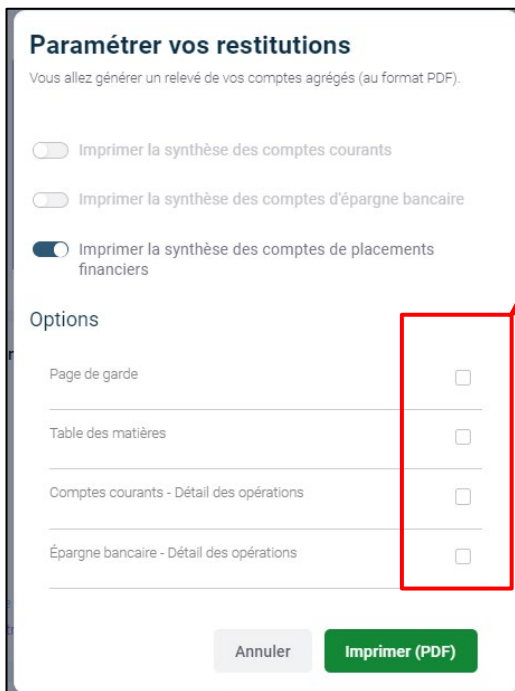 Paramétrer vos restitutions
Vous allez générer un relevé de vos comptes agrégés (au format PDF).
Imprimer la synthèse des comptes courants
Imprimer la synthèse des comptes d'épargne bancaire
Imprimer la synthèse des comptes de placements
financiers
Options
Page de garde
Table des matières
Comptes courants - Détail des opérations
Épargne bancaire - Détail des opérations
Annuler
Imprimer (PDF)